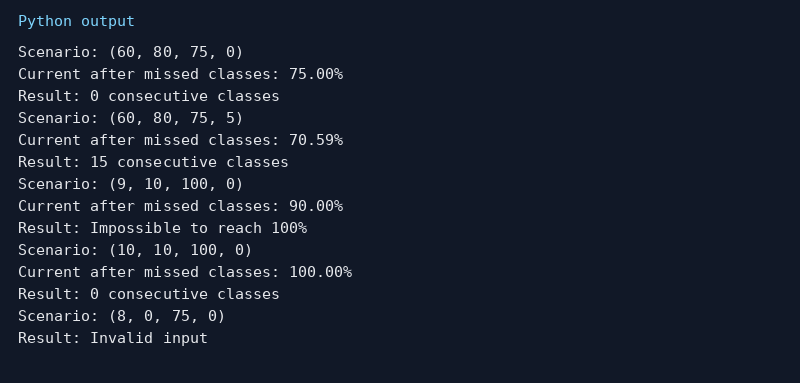 Python output
Scenario: (60, 80, 75, 0)
Current after missed classes: 75.00%
Result: 0 consecutive classes
Scenario: (60, 80, 75, 5)
Current after missed classes: 70.59%
Result: 15 consecutive classes
Scenario: (9, 10, 100, 0)
Current after missed classes: 90.00%
Result: Impossible to reach 100%
Scenario: (10, 10, 100, 0)
Current after missed classes: 100.00%
Result: 0 consecutive classes
Scenario: (8, 0, 75, 0)
Result: Invalid input